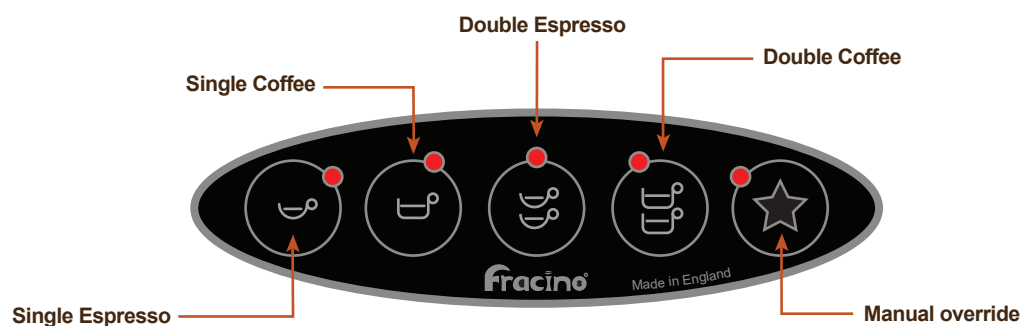 Double Espresso
Double Coffee
Single Coffee
Fracino
Made in England
Single Espresso
Manual override